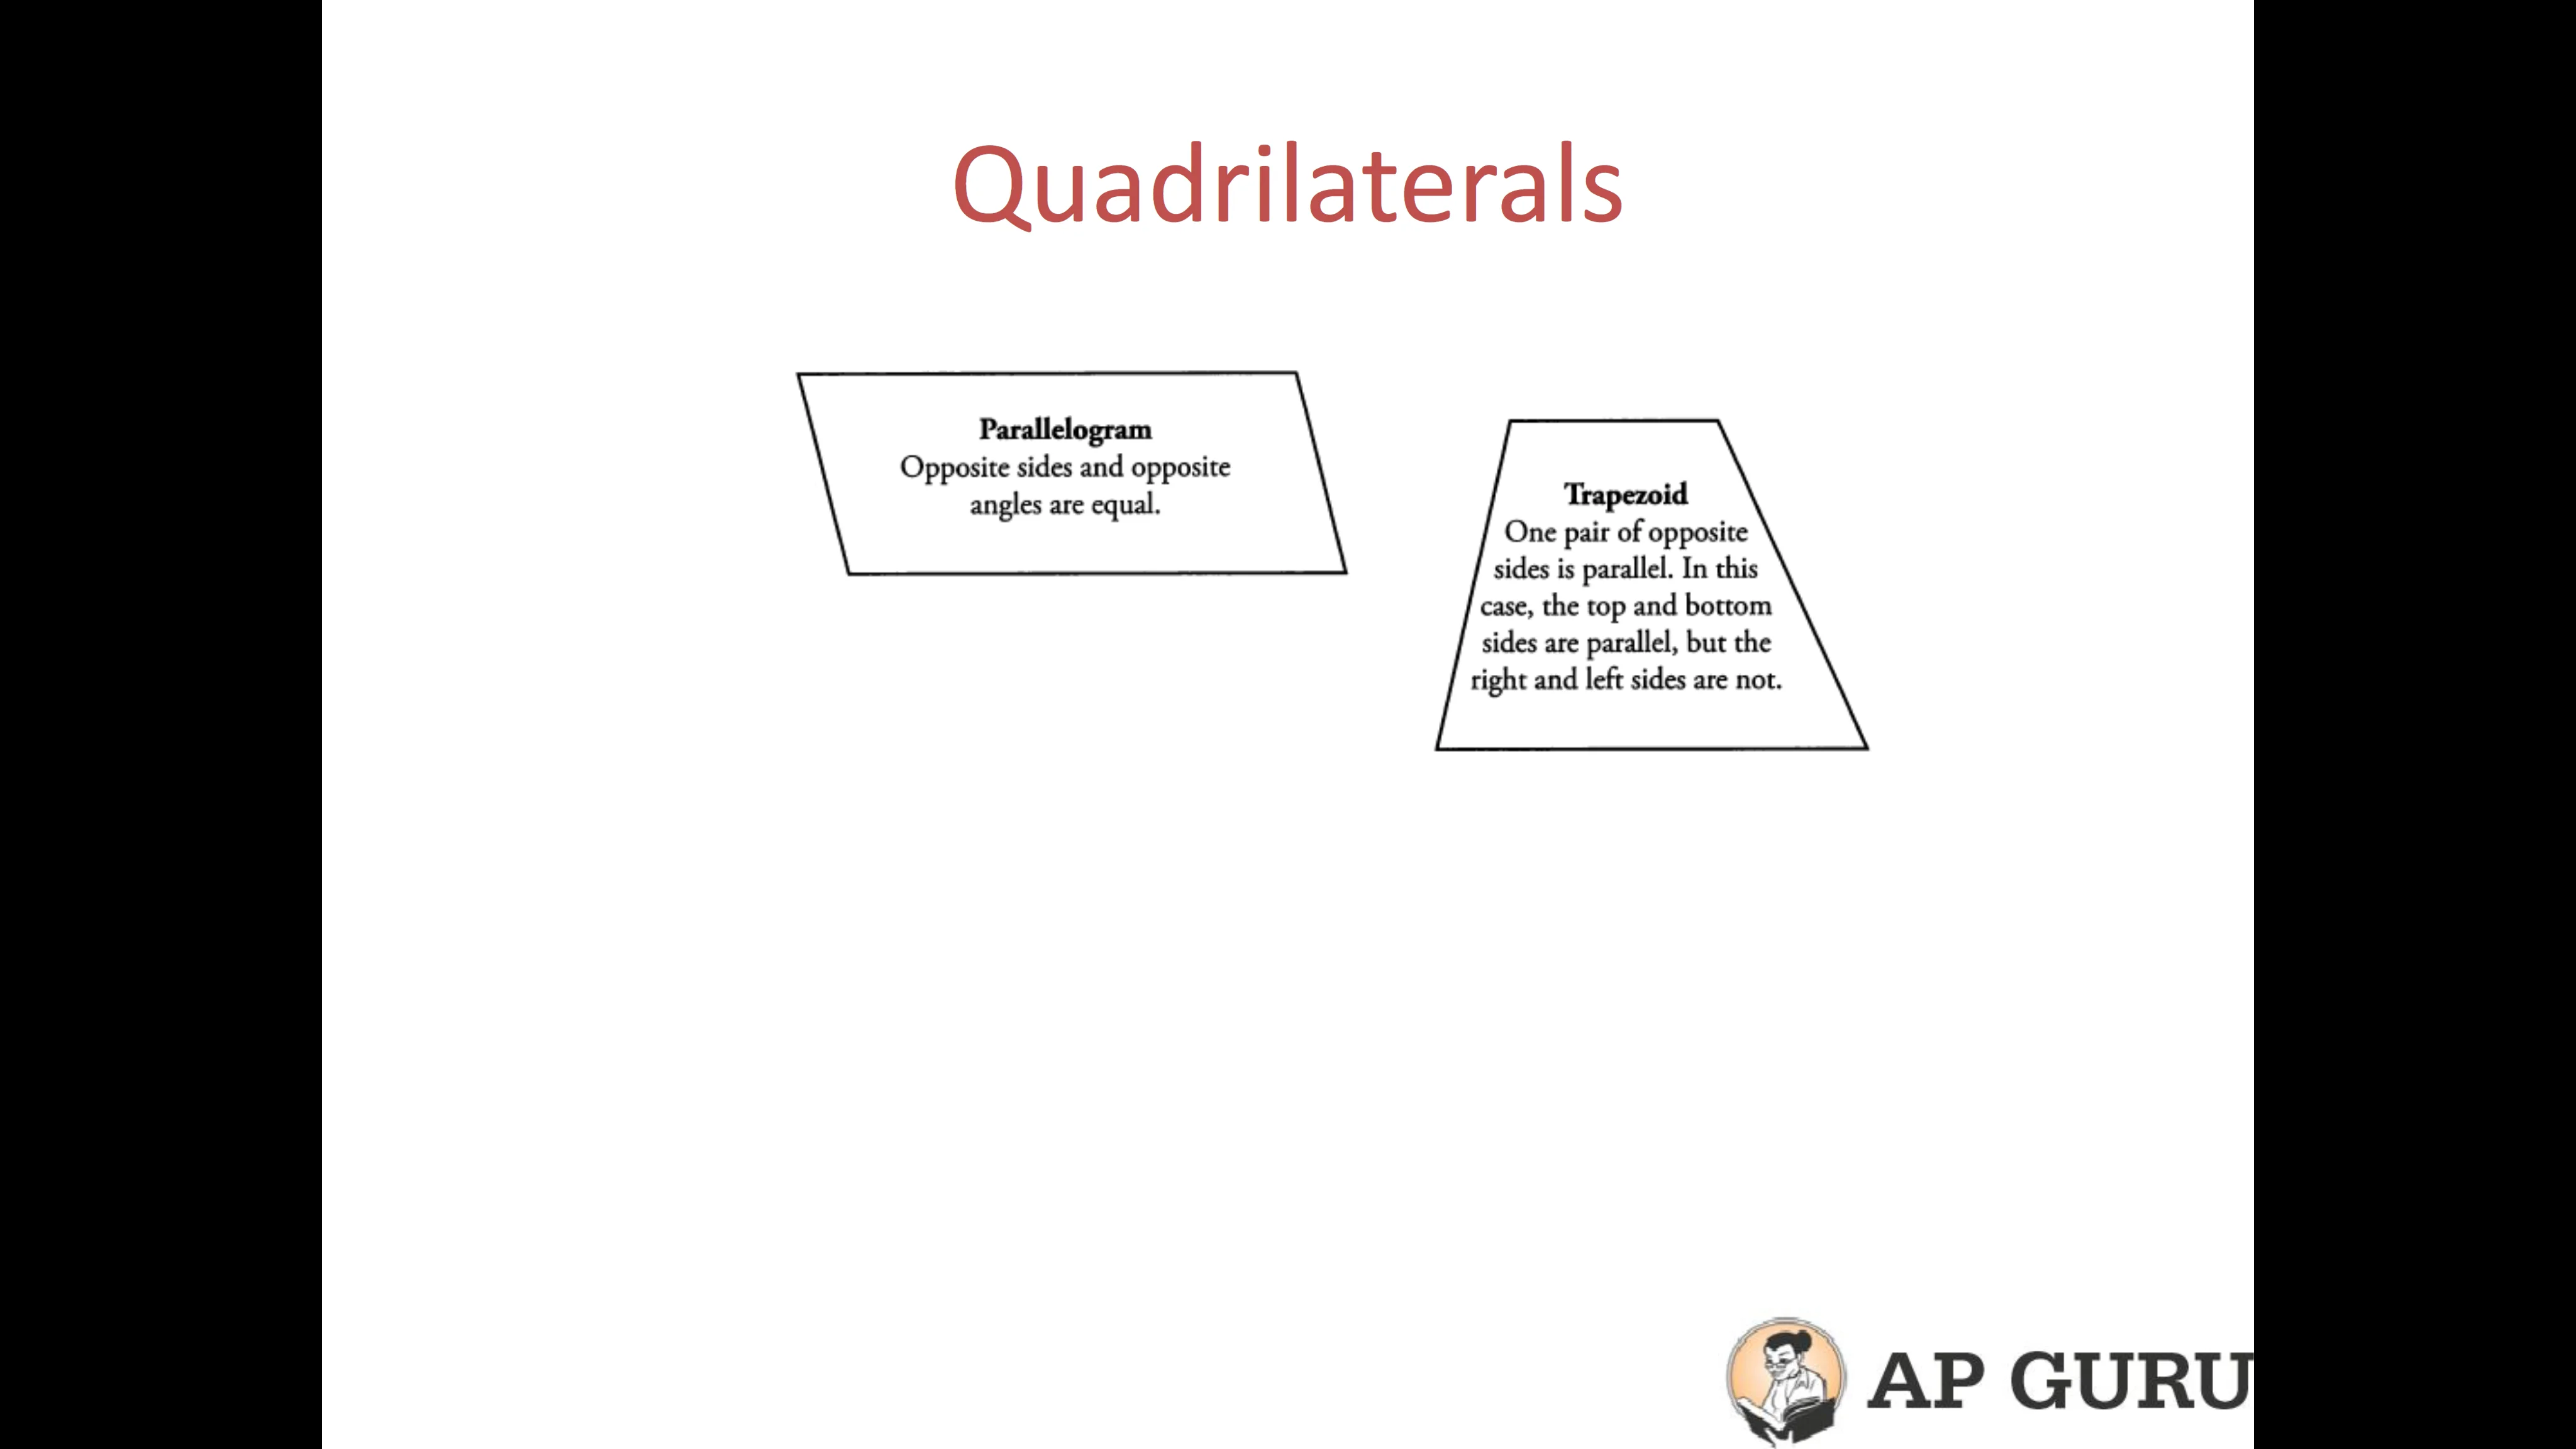 Quadrilaterals
Parallelogram
Opposite sides and opposite
angles are equal.
Trapezoid
One pair of opposite
sides is parallel. In this
case, the top and bottom
sides are parallel, but the
right and left sides are not.
AP GURU